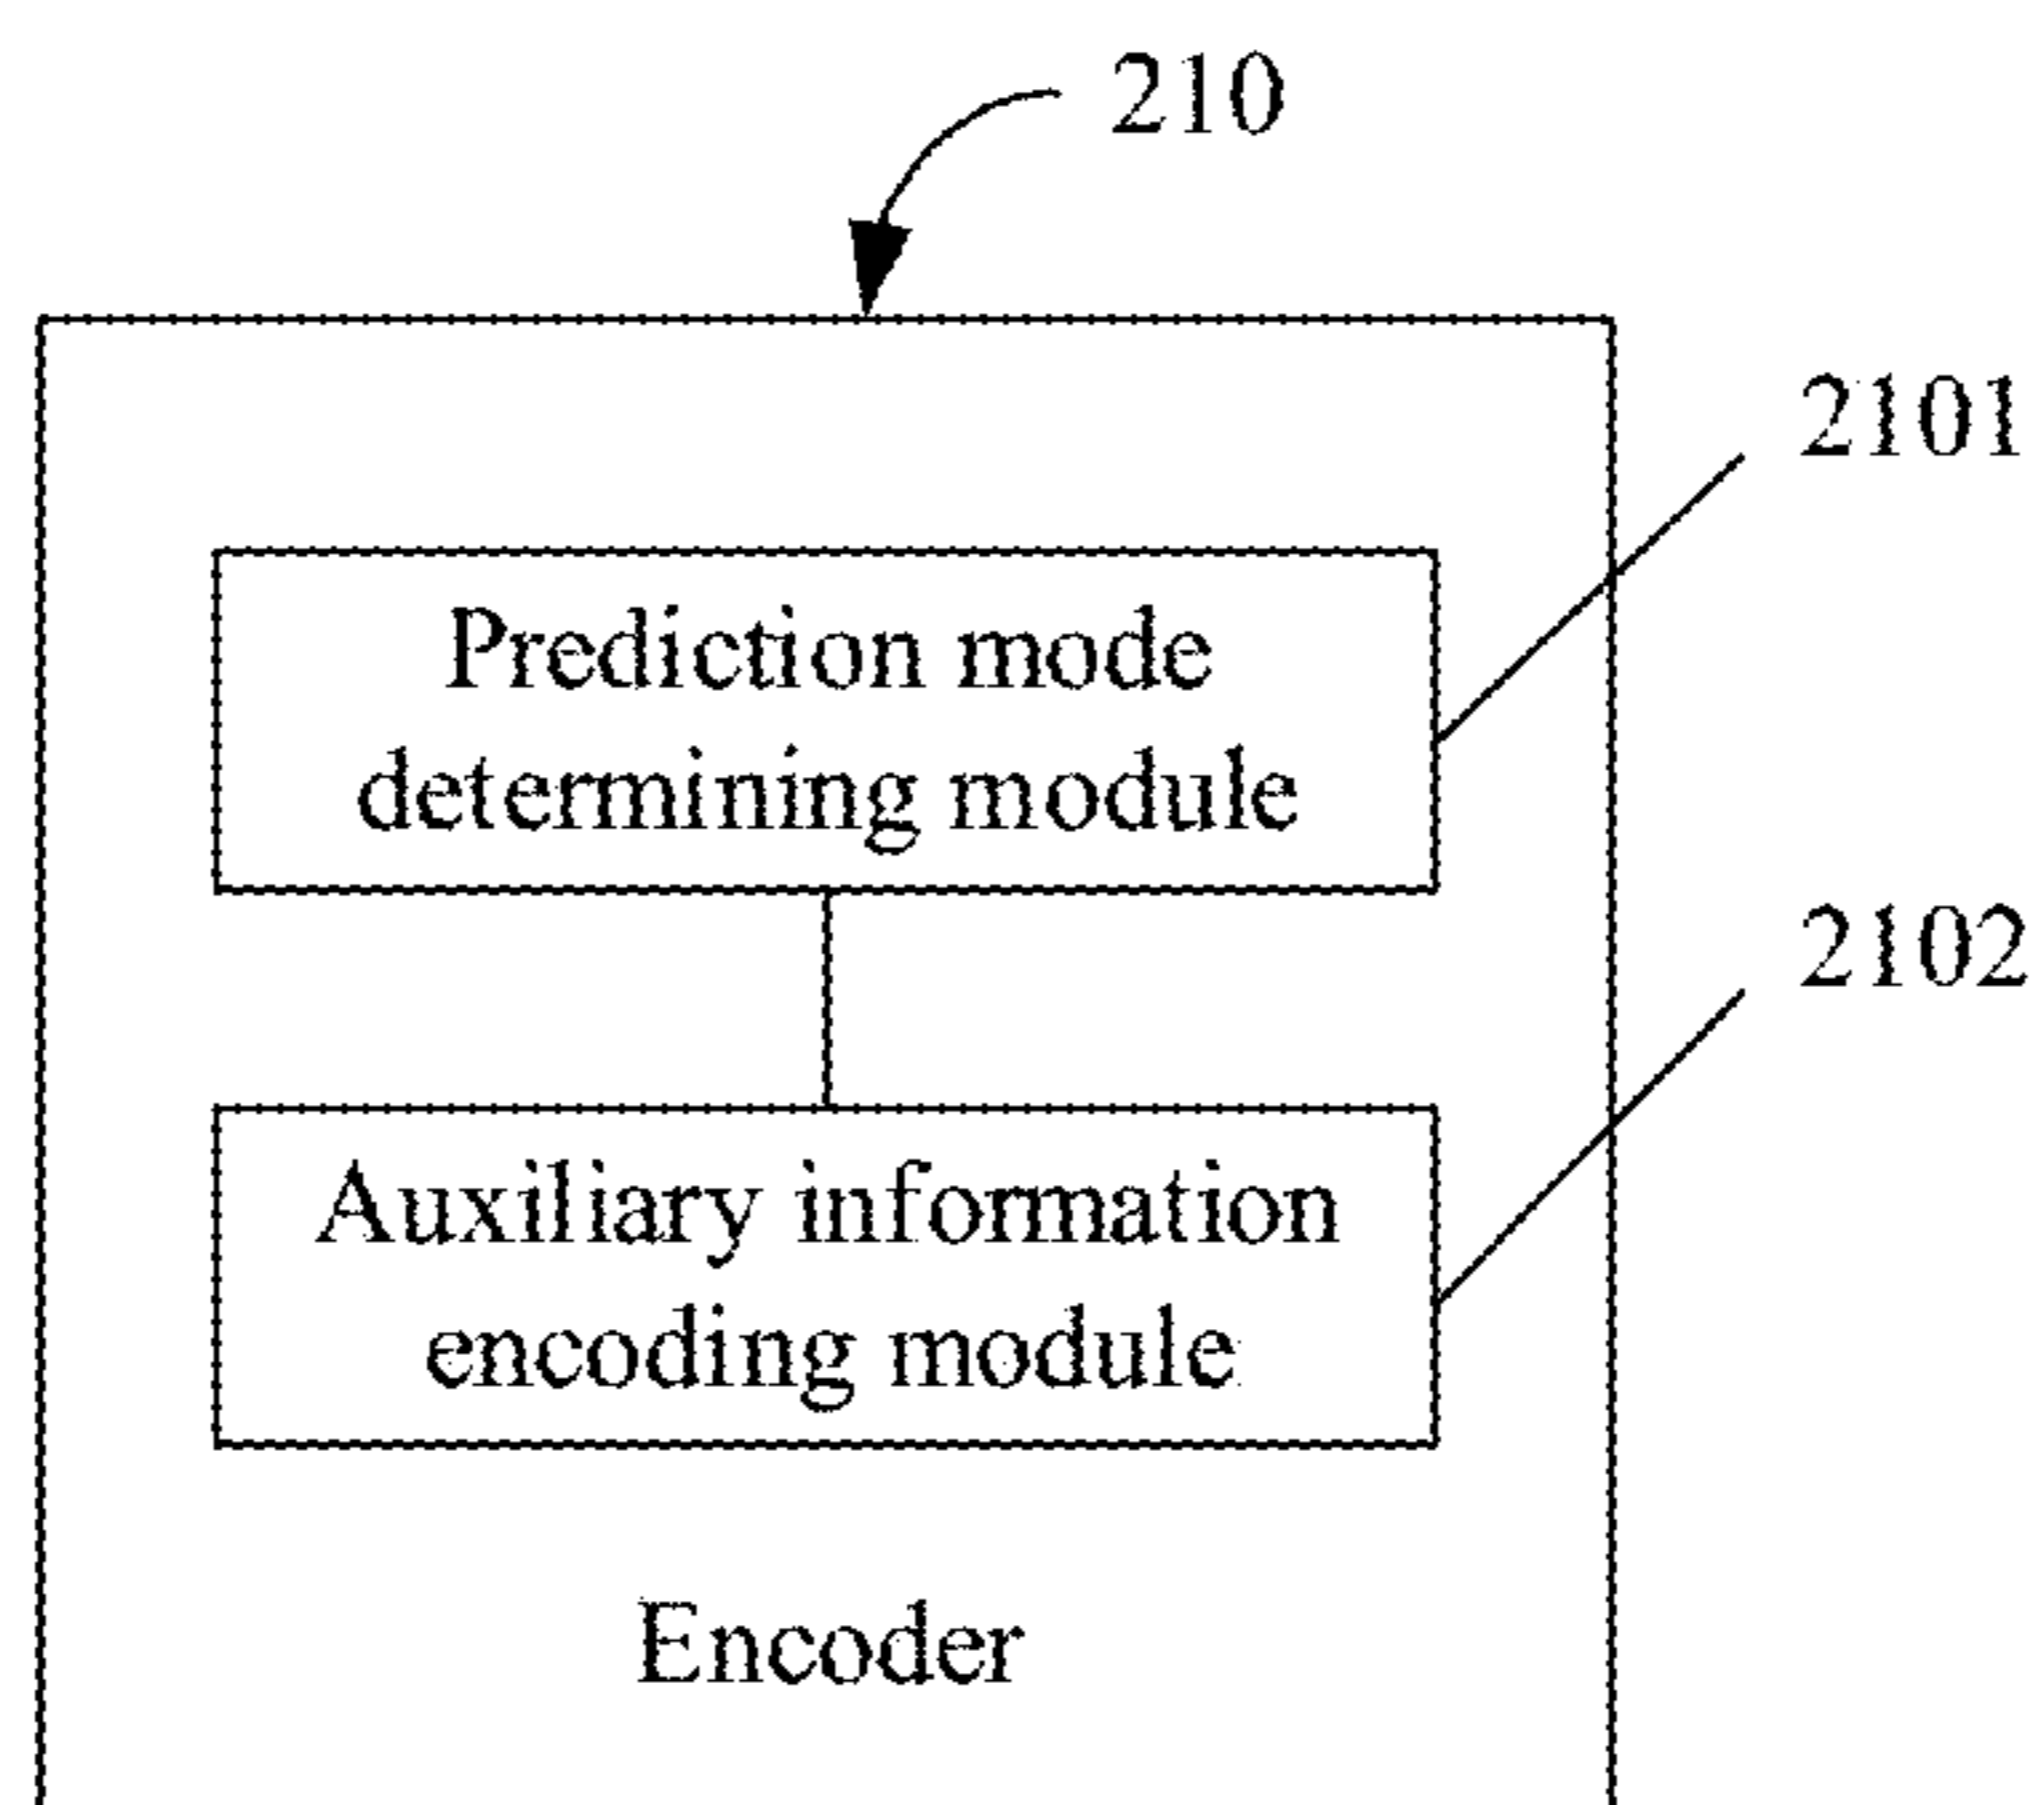 210
2101
Prediction mode
determining module
2102
Auxiliary information
encoding module
Encoder